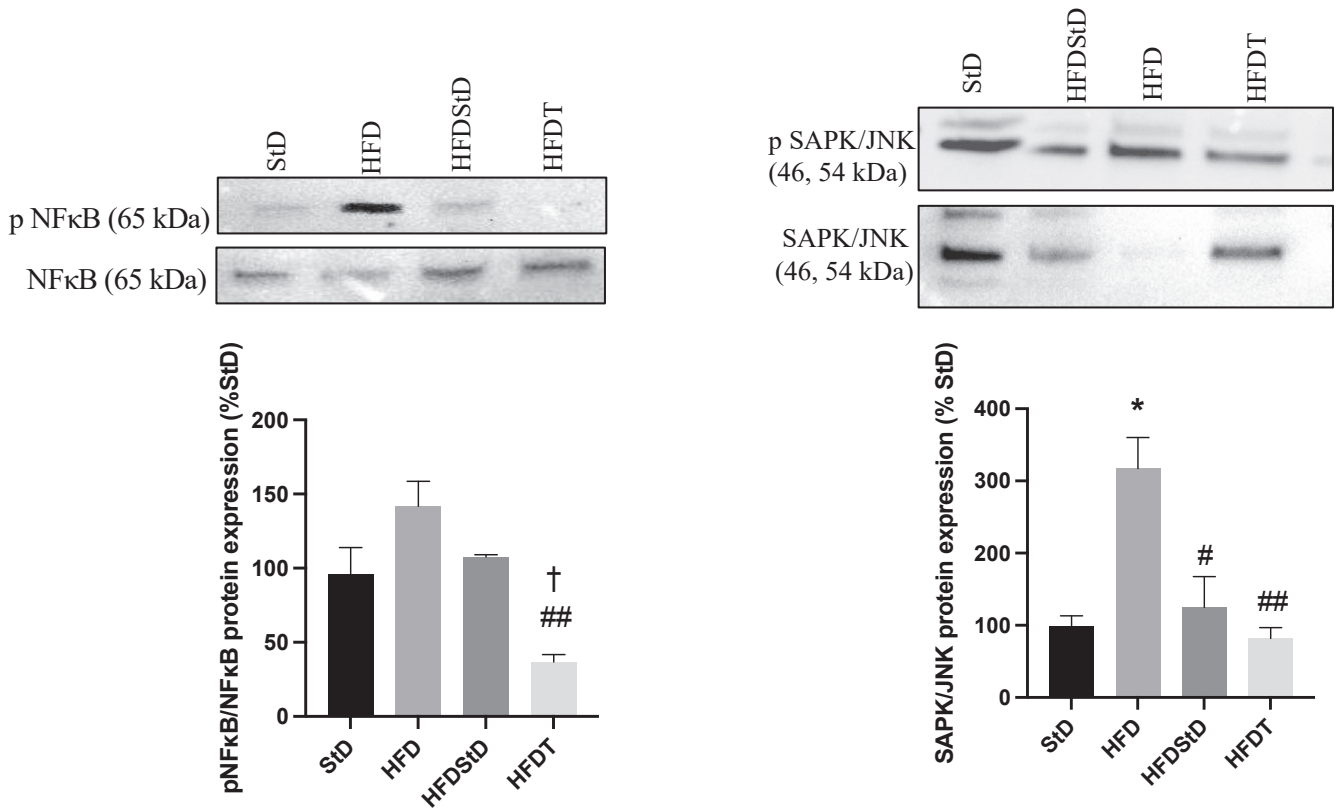 StD
HFD
HFDStD
HFDT
p NFκB (65 kDa)
NFκB (65 kDa)
pNFκB/NFκB protein expression (%StD)
200
150
100
50
0
†
##
StD
HFD
HFDStD
HFDT
StD
HFDStD
HFD
HFDT
p SAPK/JNK
(46, 54 kDa)
SAPK/JNK
(46, 54 kDa)
SAPK/JNK protein expression (% StD)
400
300
200
100
0
*
#
##
StD
HFD
HFDStD
HFDT